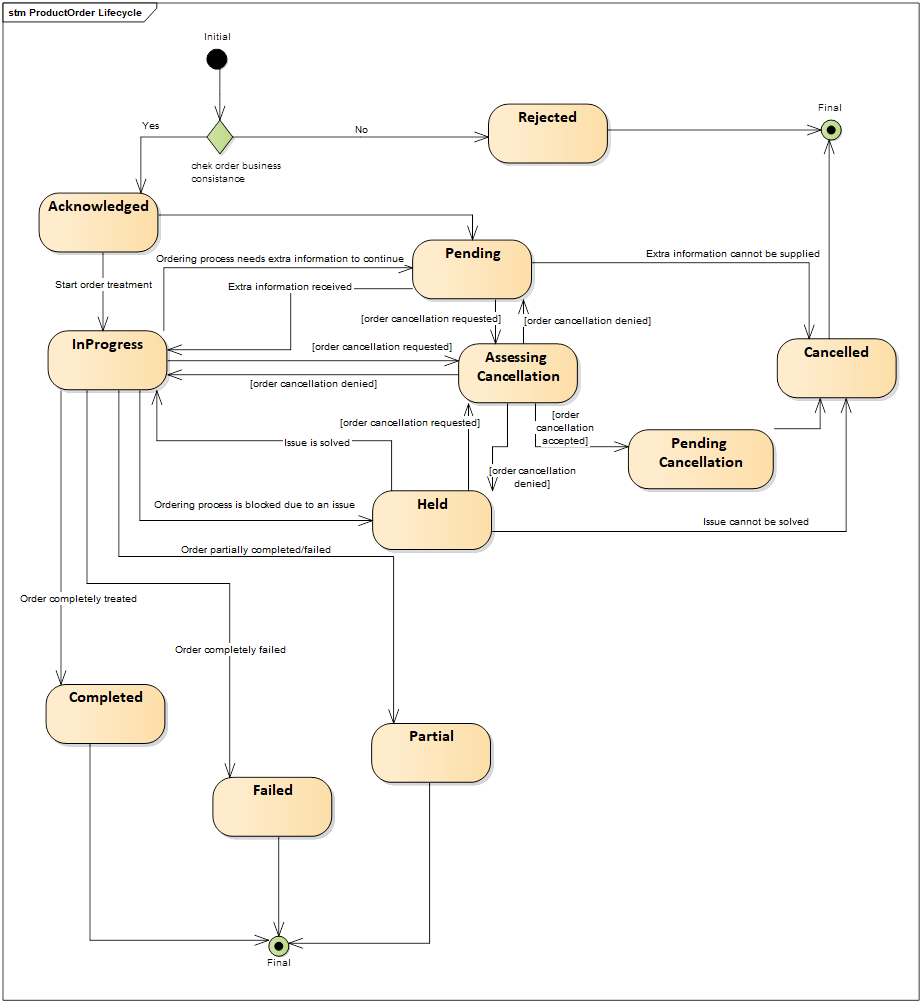 stm ProductOrder Lifecycle
Initial
Final
Yes
No
Rejected
chek order business
consistance
Acknowledged
Pending
Ordering process needs extra information to continue
Extra information cannot be supplied
Start order treatment
Extra information received
[order cancellation requested]
[order cancellation denied]
InProgress
[order cancellation requested]
Assessing
Cancellation
Cancelled
[order cancellation denied]
[order cancellation requested]
[order
cancellation
accepted]
Pending
Cancellation
Issue is solved
[order cancellation
denied]
Held
Ordering process is blocked due to an issue
Issue cannot be solved
Order partially completed/failed
Order completely treated
Order completely failed
Completed
Partial
Failed
Final